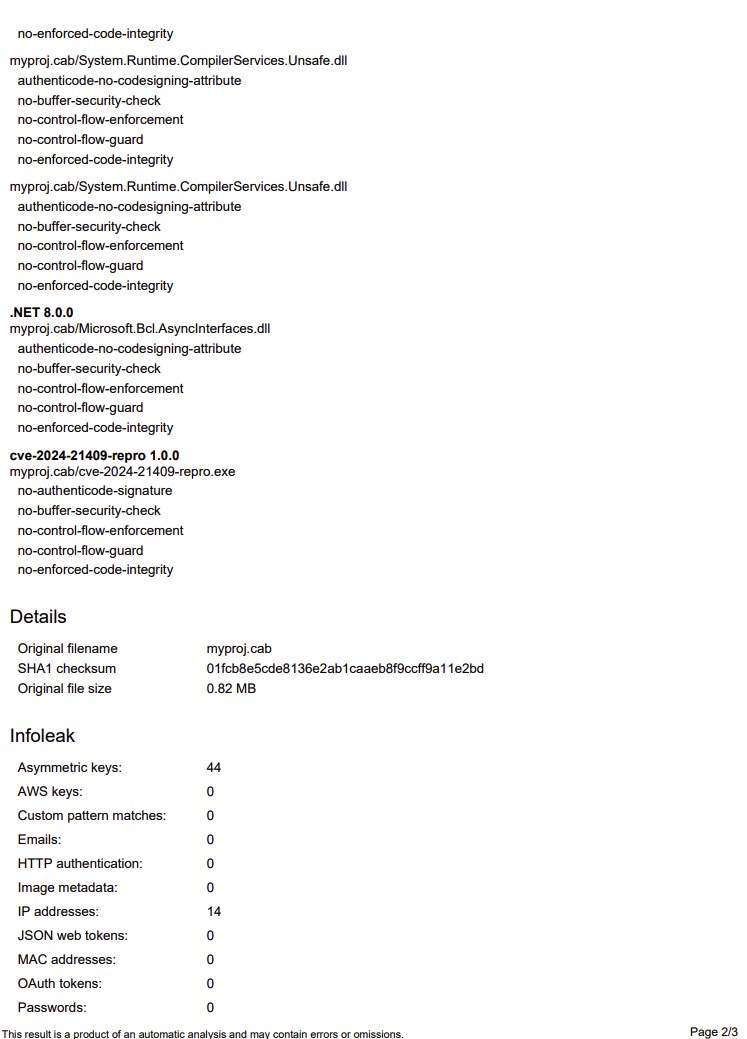 no-enforced-code-integrity
myproj.cab/System.Runtime.CompilerServices.Unsafe.dll
authenticode-no-codesigning-attribute
no-buffer-security-check
no-control-flow-enforcement
no-control-flow-guard
no-enforced-code-integrity
myproj.cab/System.Runtime.CompilerServices.Unsafe.dll
authenticode-no-codesigning-attribute
no-buffer-security-check
no-control-flow-enforcement
no-control-flow-guard
no-enforced-code-integrity
.NET 8.0.0
myproj.cab/Microsoft.Bcl.AsyncInterfaces.dll
authenticode-no-codesigning-attribute
no-buffer-security-check
no-control-flow-enforcement
no-control-flow-guard
no-enforced-code-integrity
cve-2024-21409-repro 1.0.0
myproj.cab/cve-2024-21409-repro.exe
no-authenticode-signature
no-buffer-security-check
no-control-flow-enforcement
no-control-flow-guard
no-enforced-code-integrity
Details
Original filename myproj.cab
SHA1 checksum 01fcb8e5cde8136e2ab1caaeb8f9ccff9a11e2bd
Original file size 0.82 MB
Infoleak
Asymmetric keys: 44
AWS keys: 0
Custom pattern matches: 0
Emails: 0
HTTP authentication: 0
Image metadata: 0
IP addresses: 14
JSON web tokens: 0
MAC addresses: 0
OAuth tokens: 0
Passwords: 0
This result is a product of an automatic analysis and may contain errors or omissions. Page 2/3